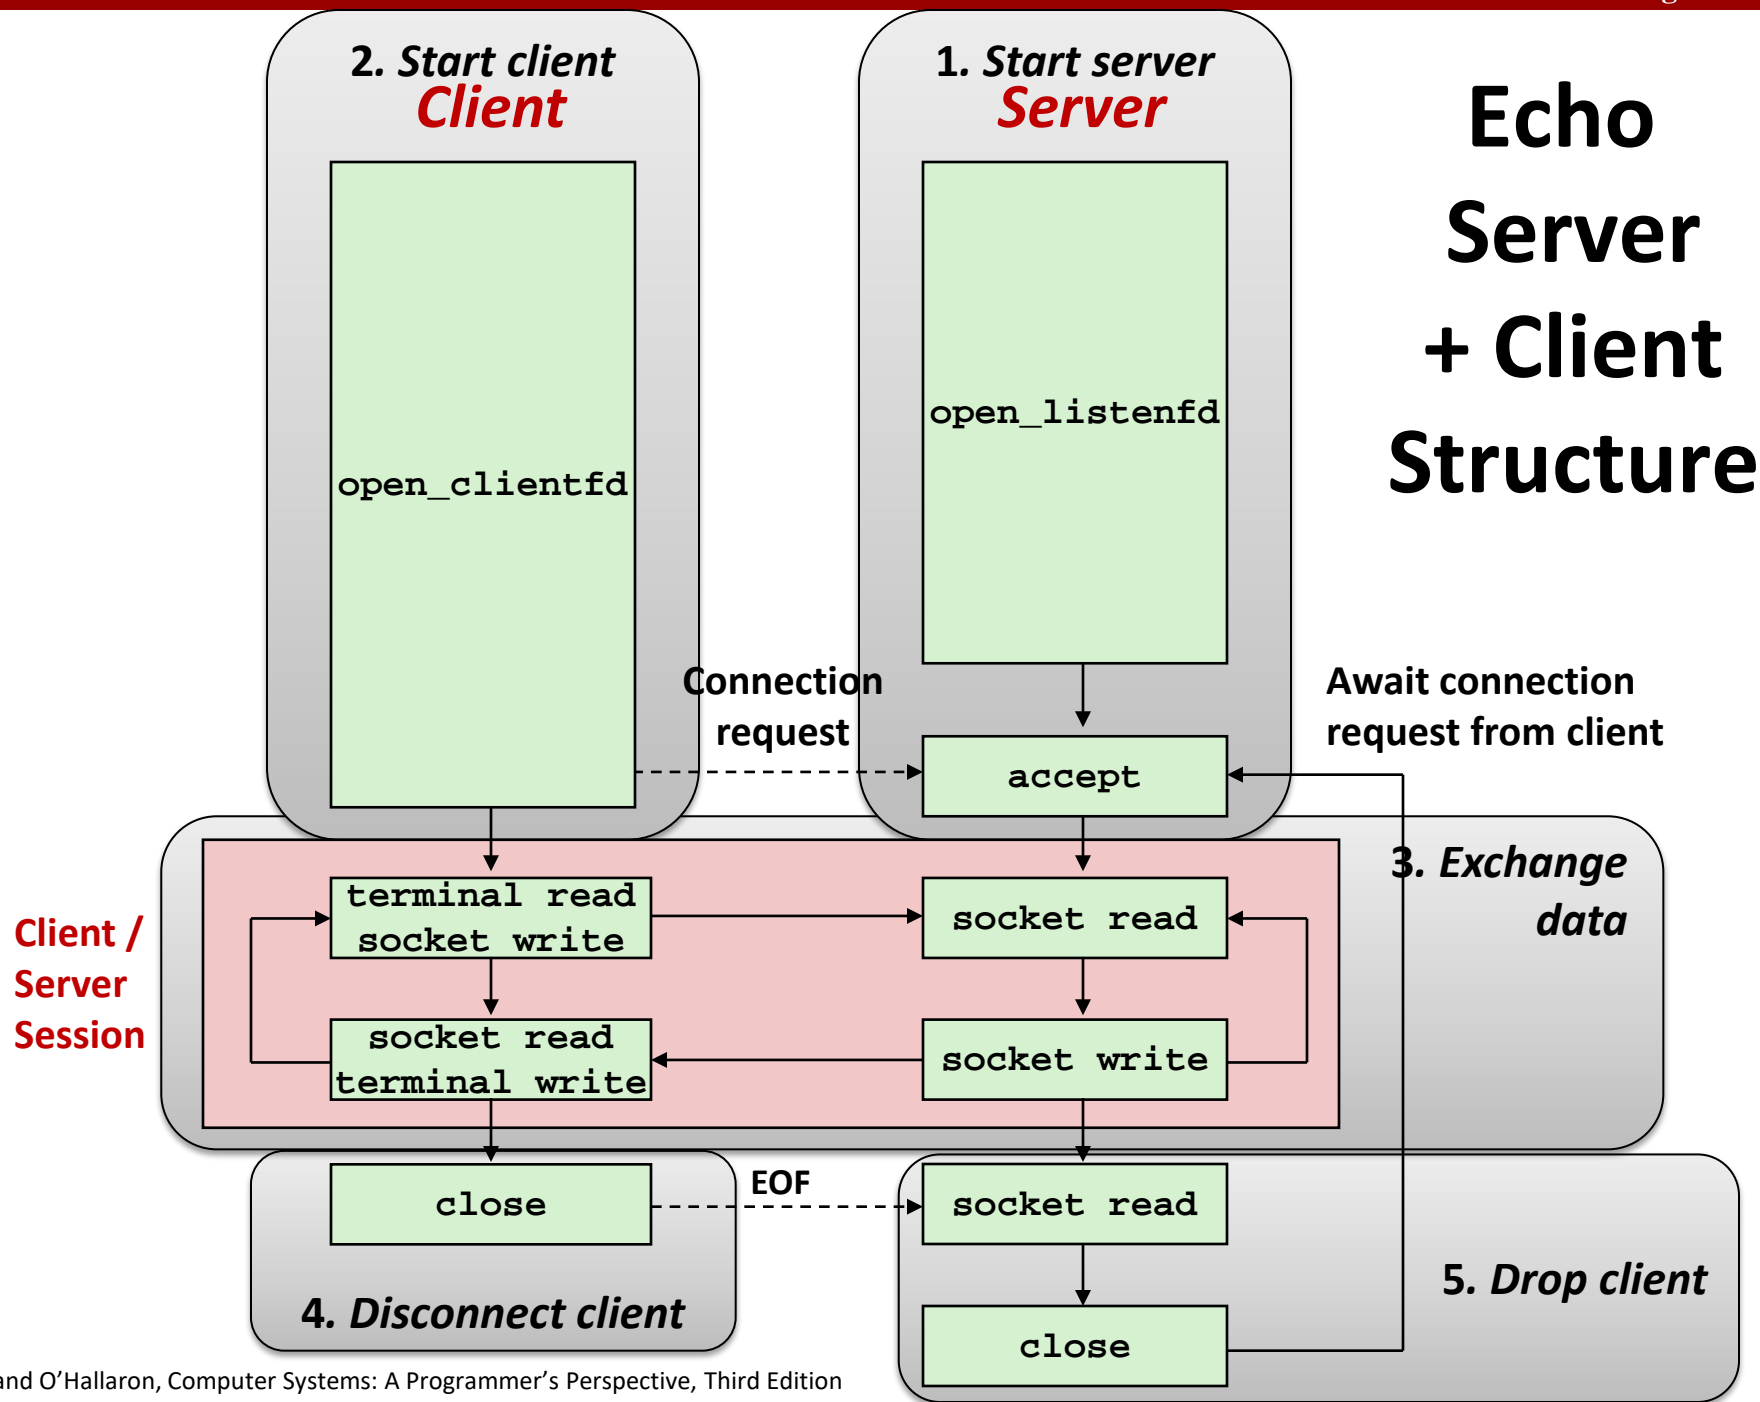 2. Start client
Client
1. Start server
Server
Echo
Server
+ Client
Structure
open_listenfd
open_clientfd
Connection
request
Await connection
request from client
accept
3. Exchange
data
Client /
Server
Session
terminal read
socket write
socket read
socket read
terminal write
socket write
close
EOF
socket read
4. Disconnect client
5. Drop client
close
and O'Hallaron, Computer Systems: A Programmer's Perspective, Third Edition